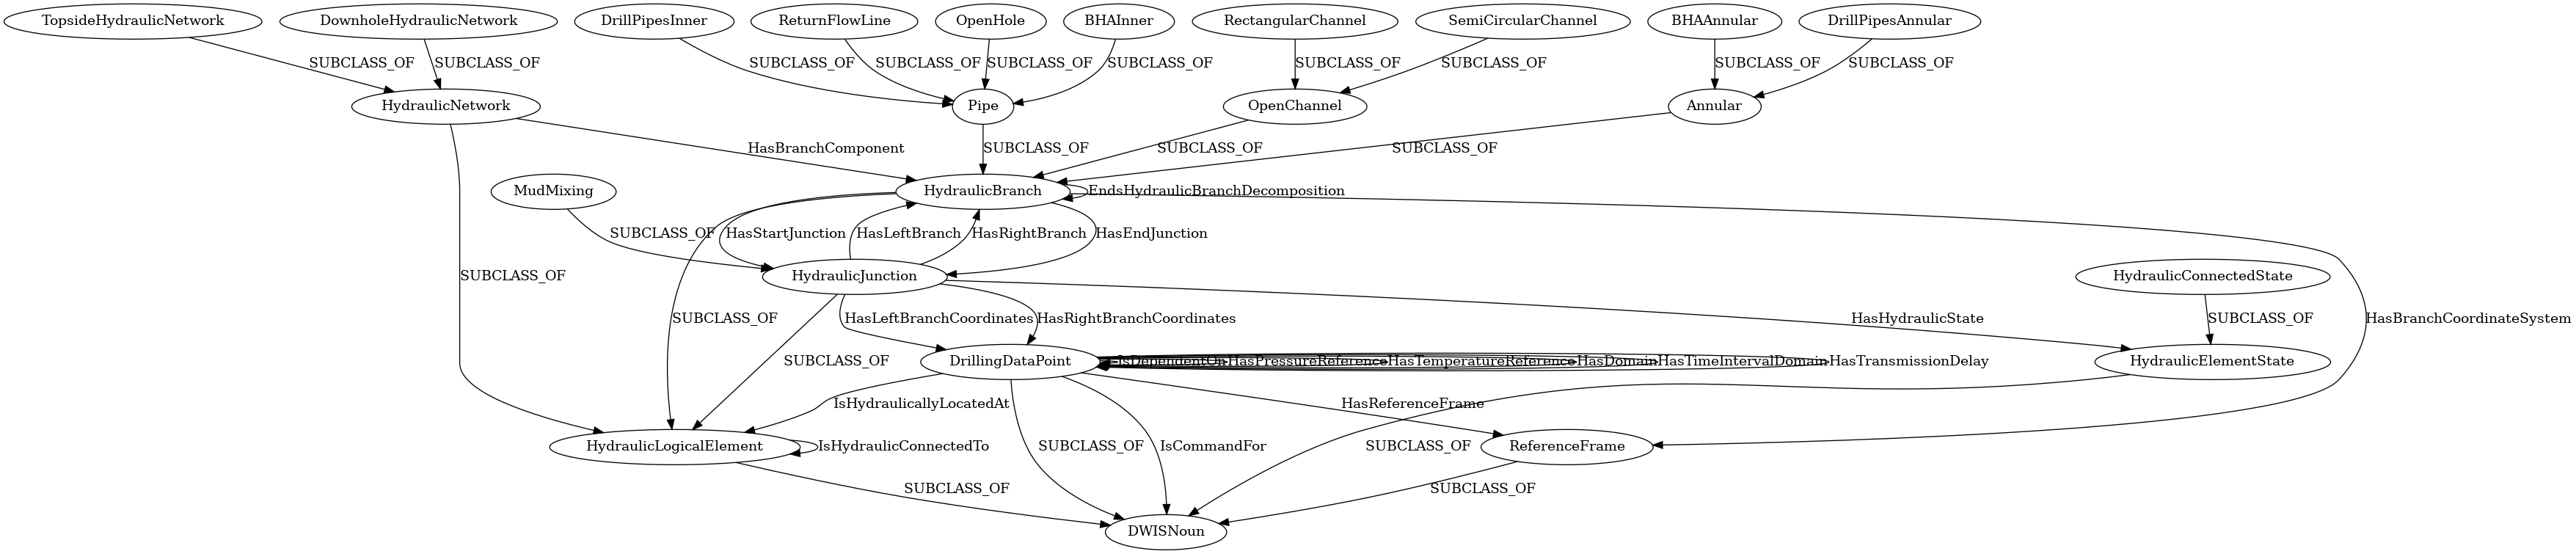 TopsideHydraulicNetwork
DownholeHydraulicNetwork
DrillPipesInner
ReturnFlowLine
OpenHole
BHAInner
RectangularChannel
SemiCircularChannel
BHAAnnular
DrillPipesAnnular
SUBCLASS_OF
SUBCLASS_OF
SUBCLASS_OF
SUBCLASS_OF
SUBCLASS_OF
SUBCLASS_OF
SUBCLASS_OF
SUBCLASS_OF
SUBCLASS_OF
SUBCLASS_OF
HydraulicNetwork
Pipe
OpenChannel
Annular
HasBranchComponent
SUBCLASS_OF
SUBCLASS_OF
SUBCLASS_OF
MudMixing
HydraulicBranch
EndsHydraulicBranchDecomposition
SUBCLASS_OF
HasStartJunction
HasLeftBranch
HasRightBranch
HasEndJunction
SUBCLASS_OF
HydraulicJunction
HydraulicConnectedState
SUBCLASS_OF
HasLeftBranchCoordinates
HasRightBranchCoordinates
HasHydraulicState
SUBCLASS_OF
HasBranchCoordinateSystem
SUBCLASS_OF
DrillingDataPoint
IsDependentOn
HasPressureReference
HasTemperatureReference
HasDomain
HasTimeIntervalDomain
HasTransmissionDelay
HydraulicElementState
IsHydraulicallyLocatedAt
HasReferenceFrame
HydraulicLogicalElement
IsHydraulicConnectedTo
SUBCLASS_OF
IsCommandFor
SUBCLASS_OF
ReferenceFrame
SUBCLASS_OF
SUBCLASS_OF
DWISNoun